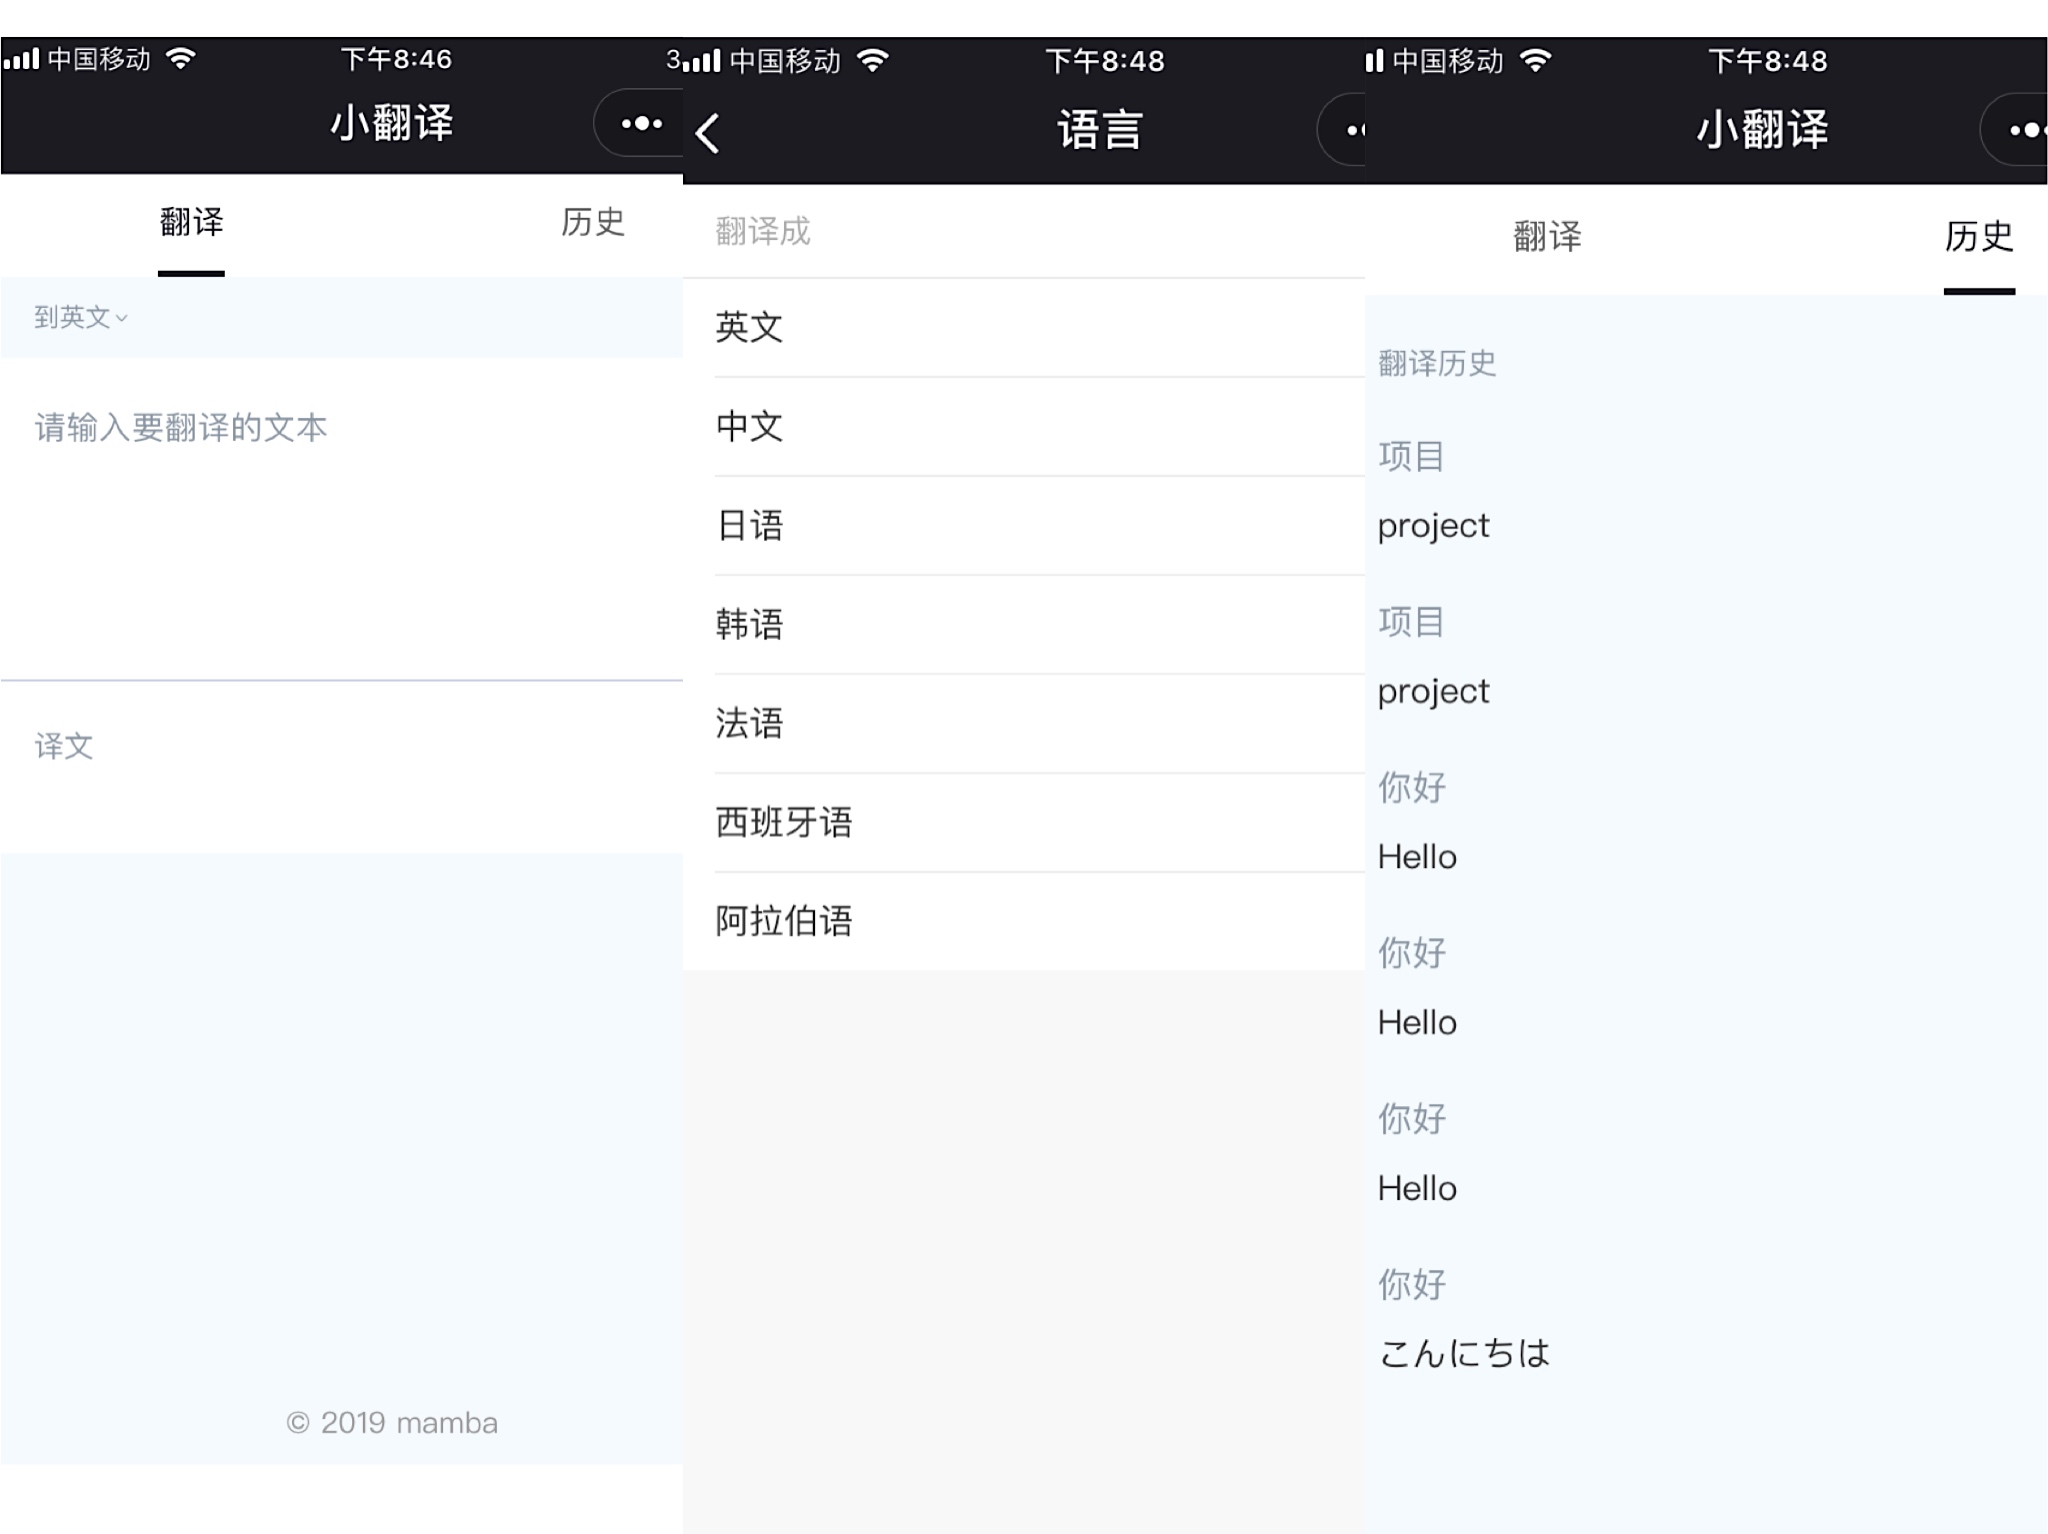 中国移动
下午8:46
小翻译
翻译
历史
到英文
请输入要翻译的文本
译文
© 2019 mamba
3
中国移动
下午8:48
语言
翻译成
英文
中文
日语
韩语
法语
西班牙语
阿拉伯语
中国移动
下午8:48
小翻译
翻译
历史
翻译历史
项目
project
项目
project
你好
Hello
你好
Hello
你好
Hello
你好
こんにちは